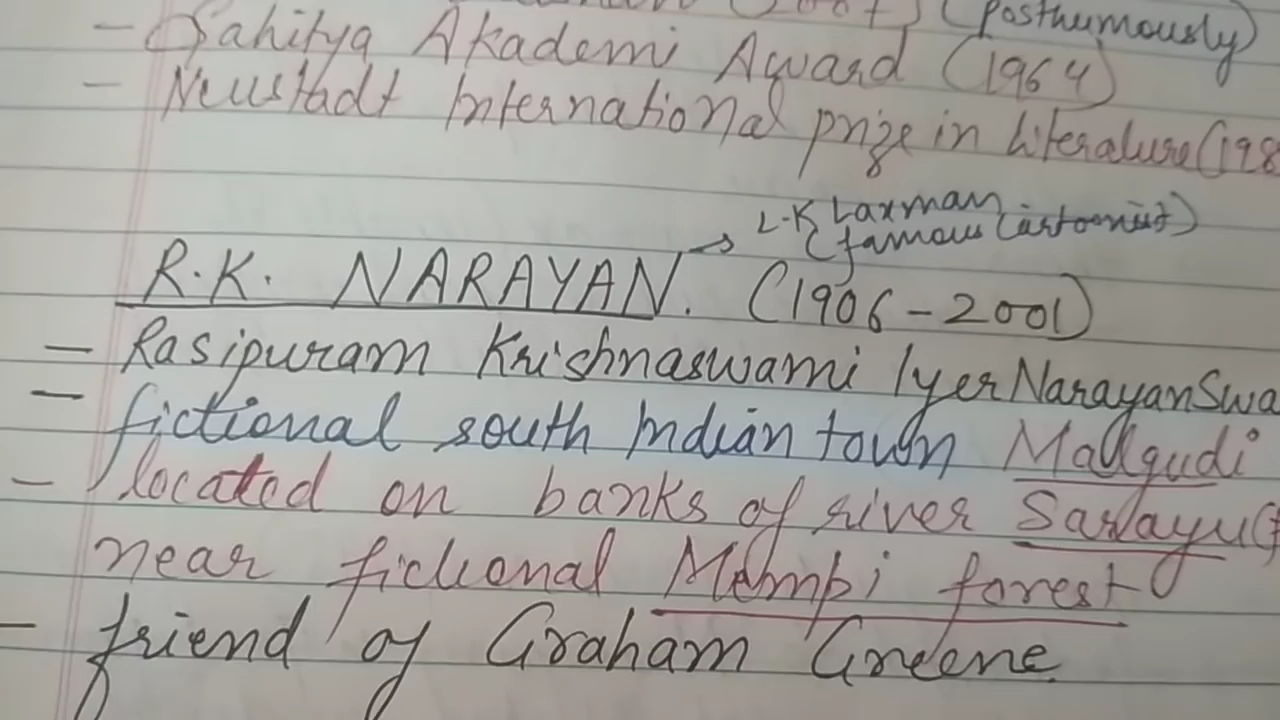 (Posthumously)
- Sahitya Akademi Award (1964)
- Neustadt International prize in literature (198
→ L.K Laxman
(famous Cartoonist)
R.K. NARAYAN. (1906-2001)
- Rasipuram Krishnaswami Iyer NarayanSwa
- fictional south Indian town Mallgudi
- located on banks of river Sarayu
near fictional Mempi forest
- friend of Graham Greene